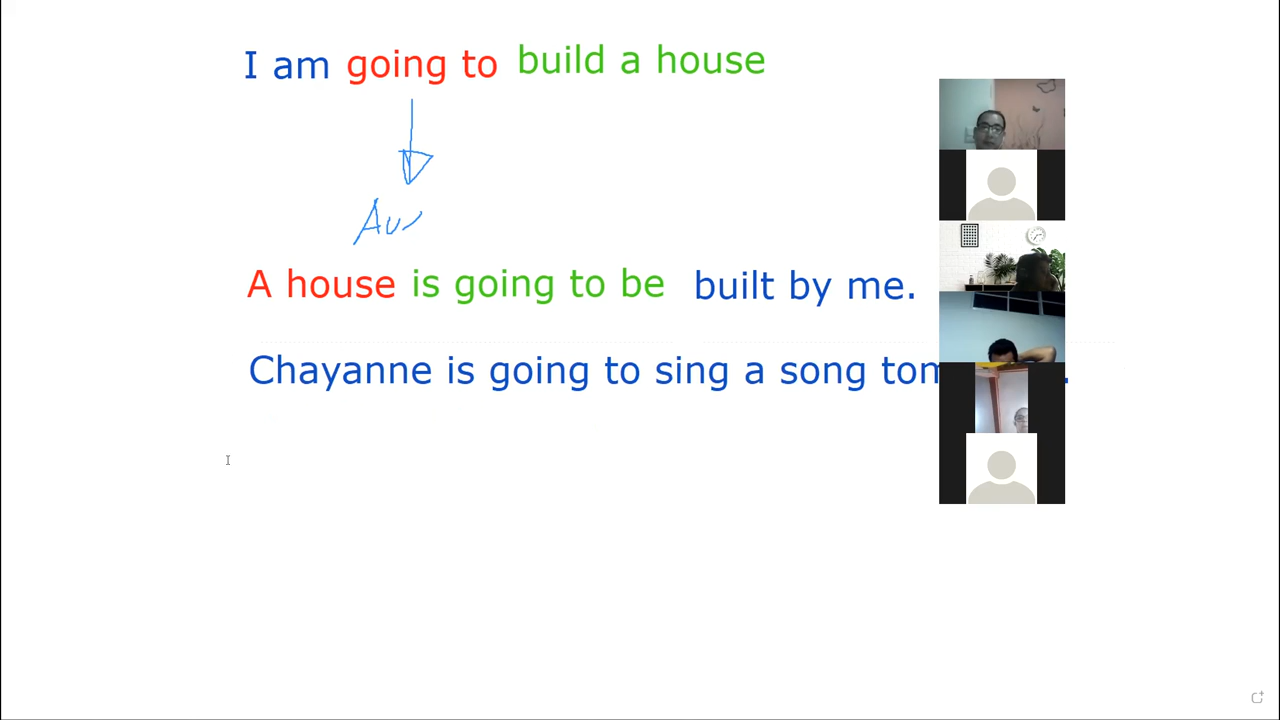 I am going to build a house
Aux
A house is going to be built by me.
Chayanne is going to sing a song tom .